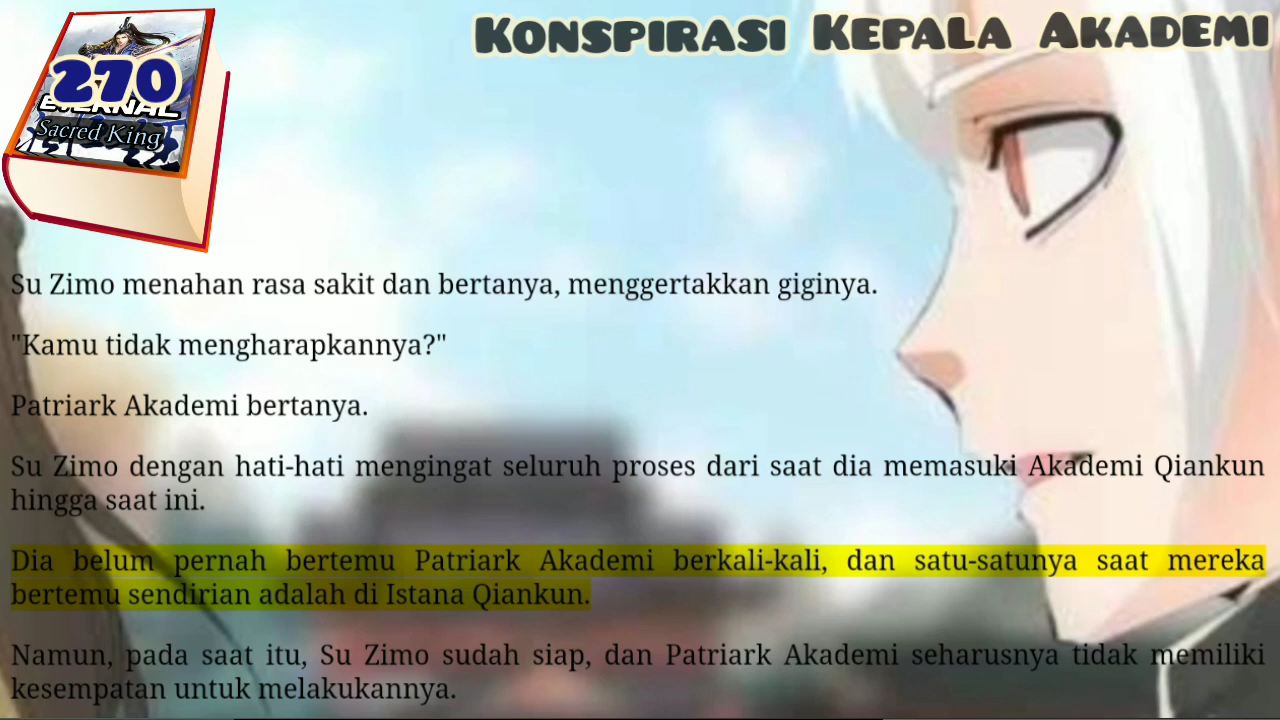 Konspirasi Kepala Akademi
270
ETERNAL
Sacred King
Su Zimo menahan rasa sakit dan bertanya, menggertakkan giginya.
"Kamu tidak mengharapkannya?"
Patriark Akademi bertanya.
Su Zimo dengan hati-hati mengingat seluruh proses dari saat dia memasuki Akademi Qiankun
hingga saat ini.
Dia belum pernah bertemu Patriark Akademi berkali-kali, dan satu-satunya saat mereka
bertemu sendirian adalah di Istana Qiankun.
Namun, pada saat itu, Su Zimo sudah siap, dan Patriark Akademi seharusnya tidak memiliki
kesempatan untuk melakukannya.